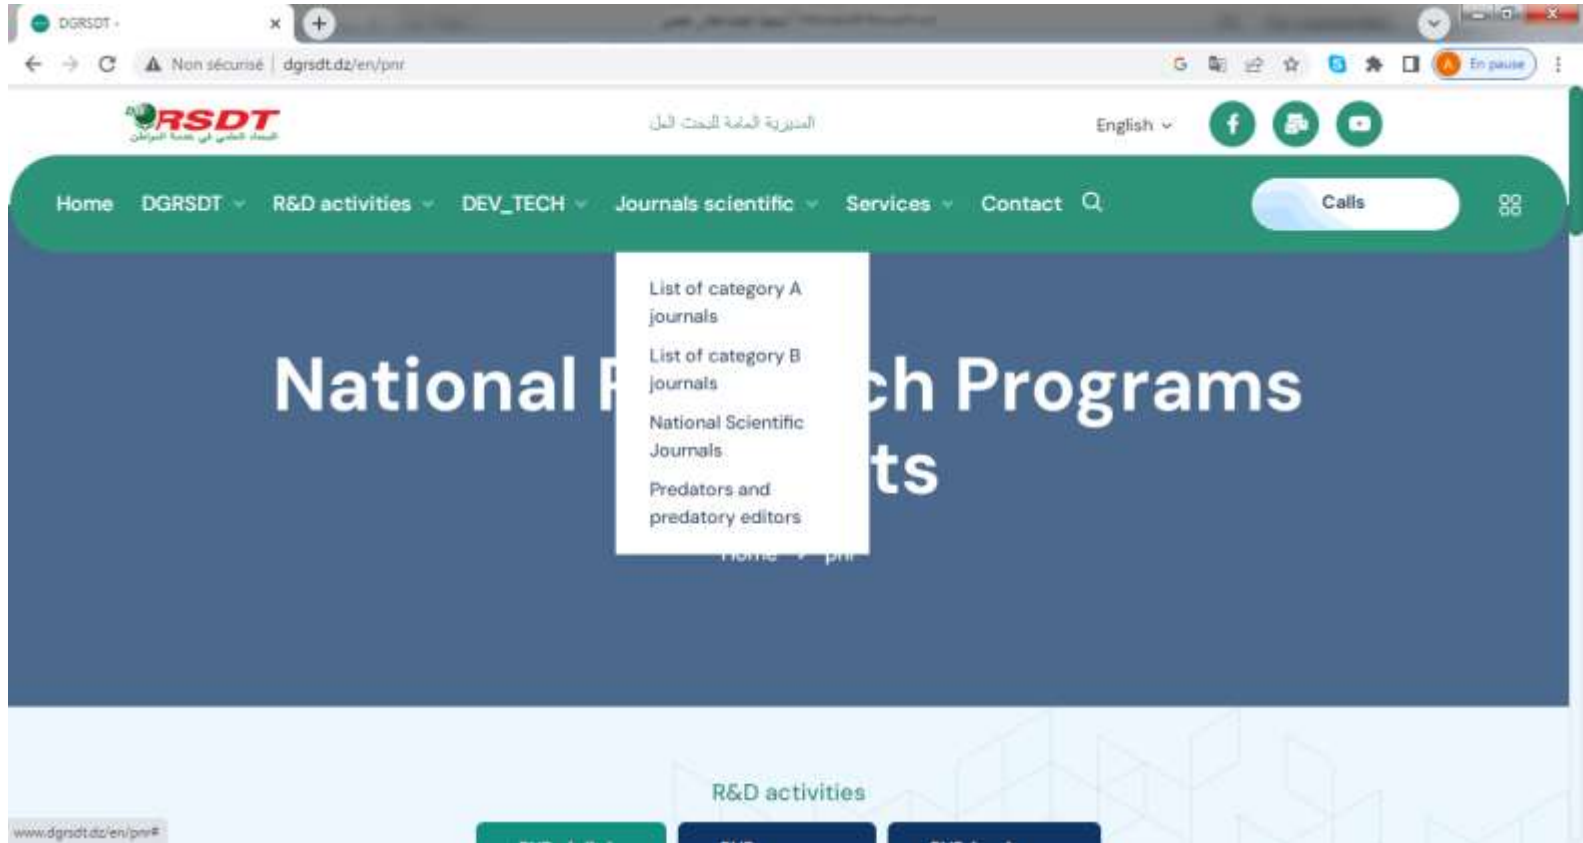 DGRSDT -
Non sécurisé dgrsdt.dz/en/pnr
En pause
RSDT
المديرية العامة للبحث العل
English
Home DGRSDT R&D activities DEV_TECH Journals scientific Services Contact Calls
List of category A
journals
List of category B
journals
National Scientific
Journals
Predators and
predatory editors
National ch Programs
ts
Home pnr
R&D activities
www.dgrsdt.dz/en/pnr#